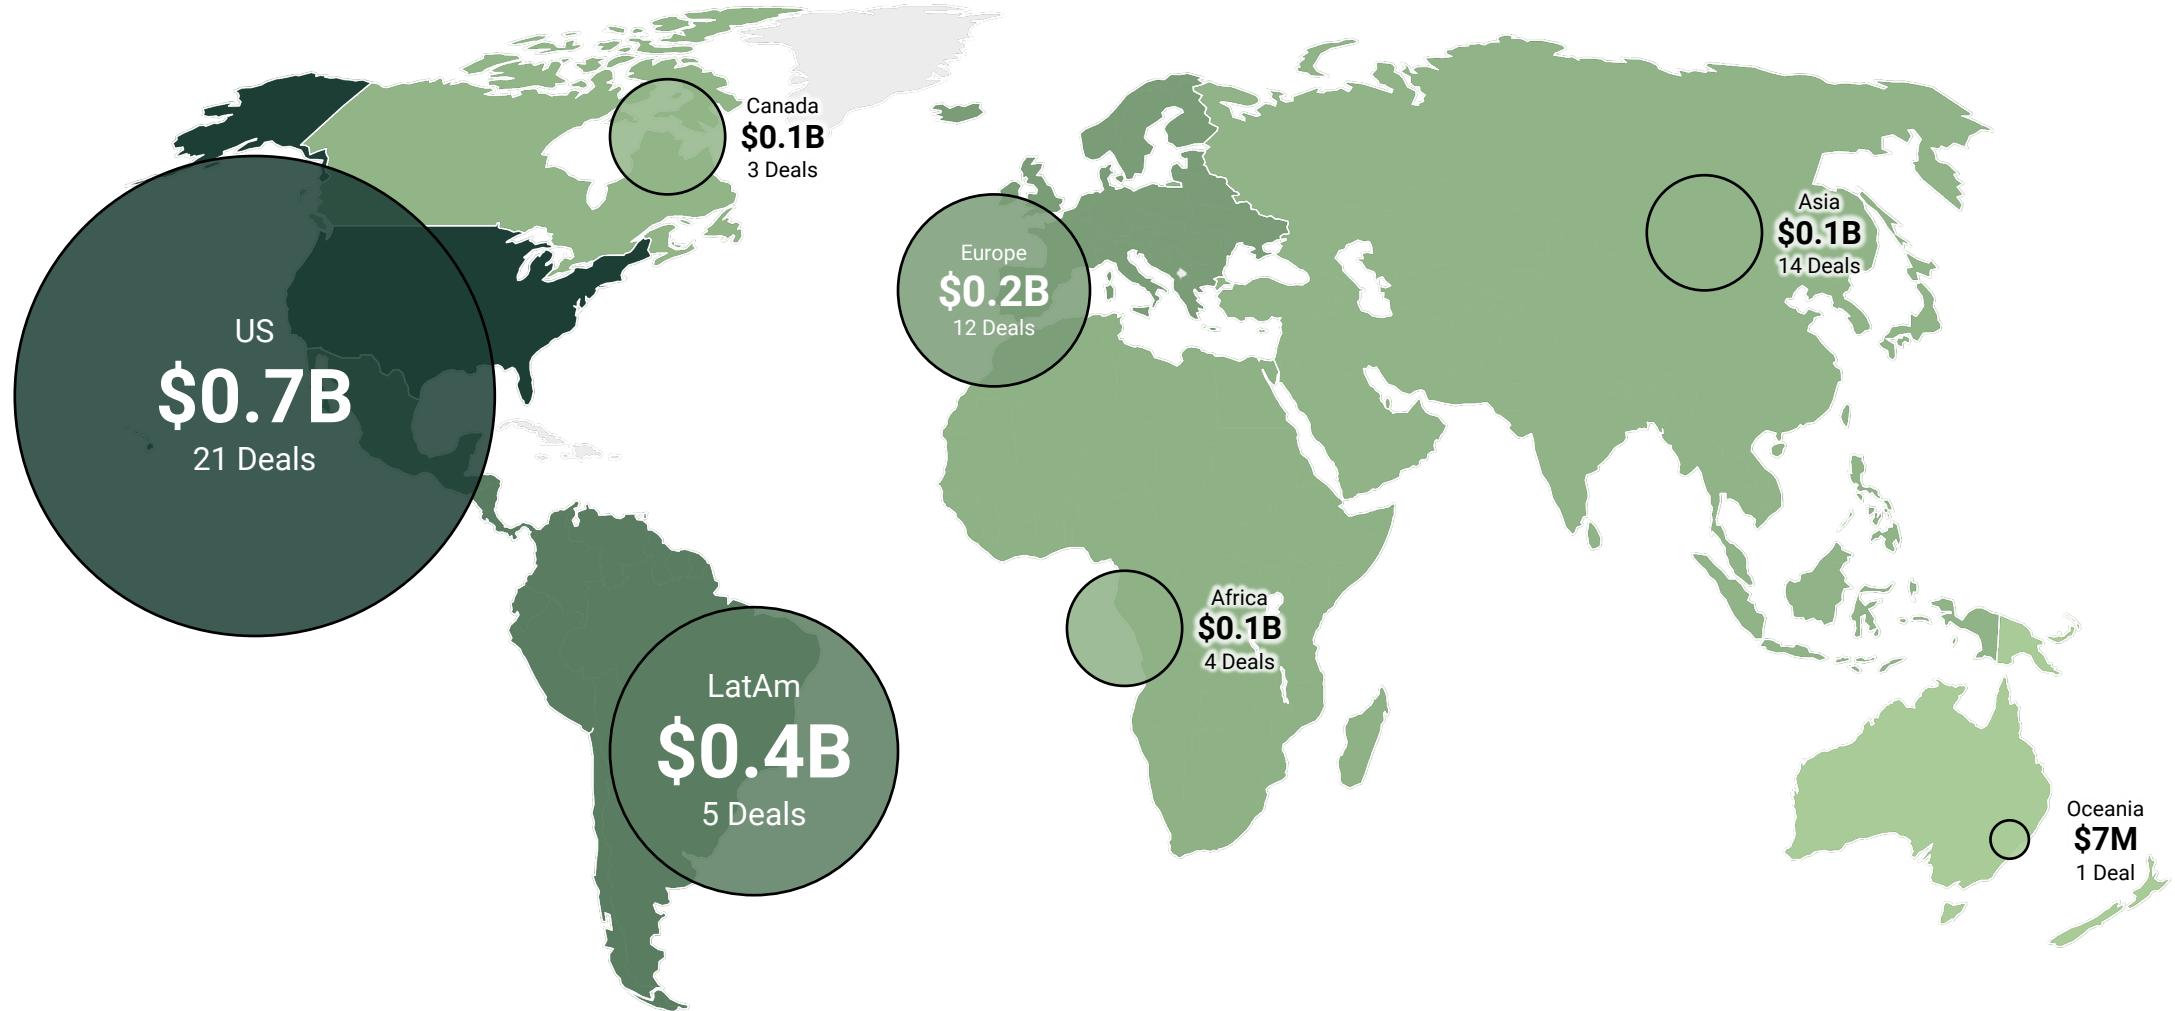 Canada
$0.1B
3 Deals
US
$0.7B
21 Deals
Europe
$0.2B
12 Deals
Asia
$0.1B
14 Deals
LatAm
$0.4B
5 Deals
Africa
$0.1B
4 Deals
Oceania
$7M
1 Deal